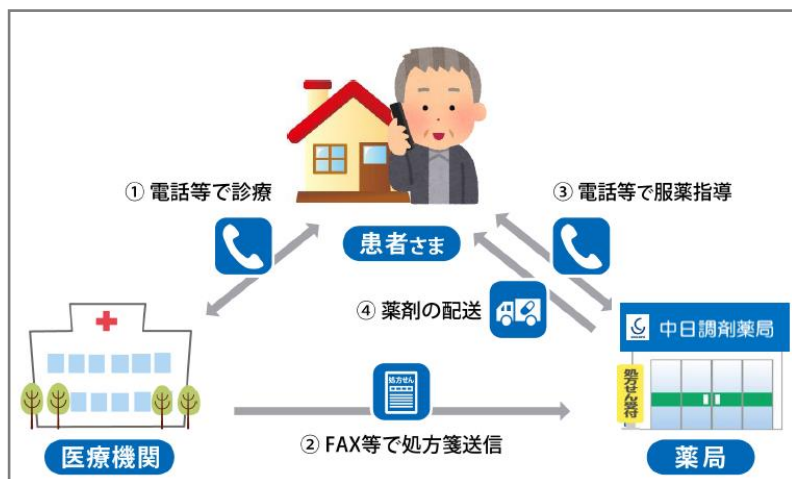 ① 電話等で診療
③ 電話等で服薬指導
患者さま
④ 薬剤の配送
中日調剤薬局
処方せん受付
処方せん
② FAX等で処方箋送信
医療機関
薬局